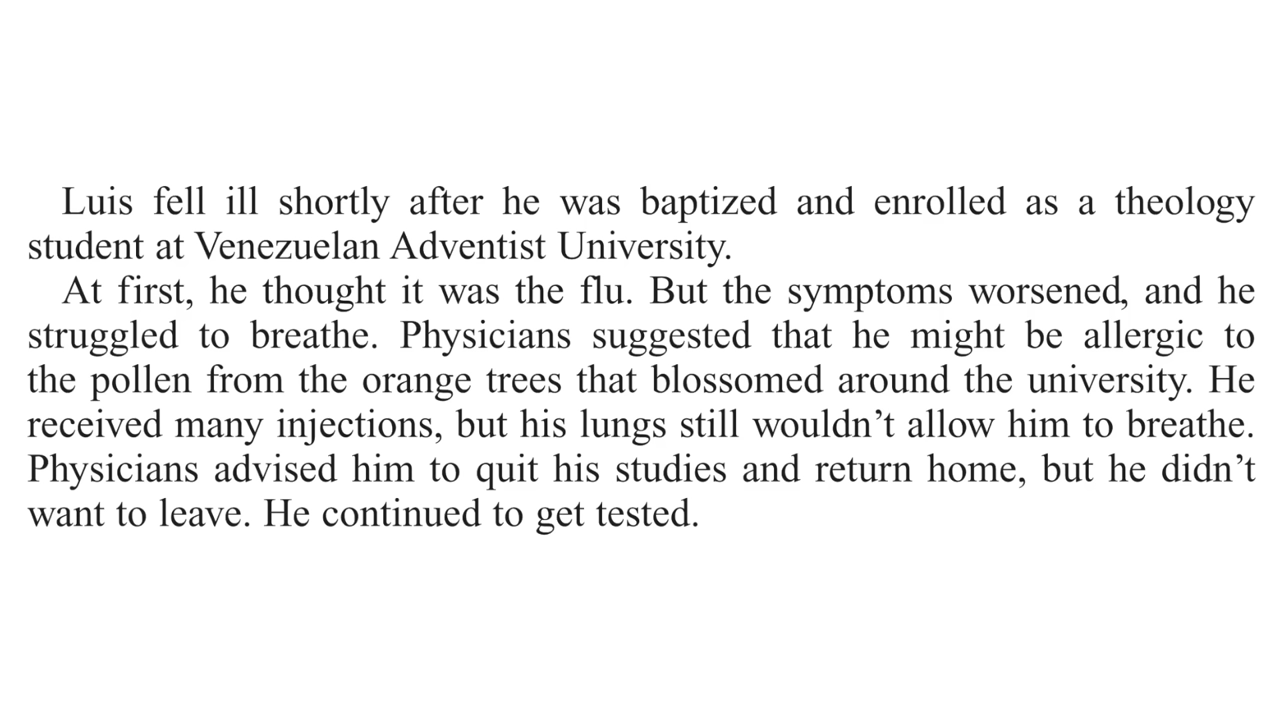 Luis fell ill shortly after he was baptized and enrolled as a theology
student at Venezuelan Adventist University.
At first, he thought it was the flu. But the symptoms worsened, and he
struggled to breathe. Physicians suggested that he might be allergic to
the pollen from the orange trees that blossomed around the university. He
received many injections, but his lungs still wouldn’t allow him to breathe.
Physicians advised him to quit his studies and return home, but he didn’t
want to leave. He continued to get tested.